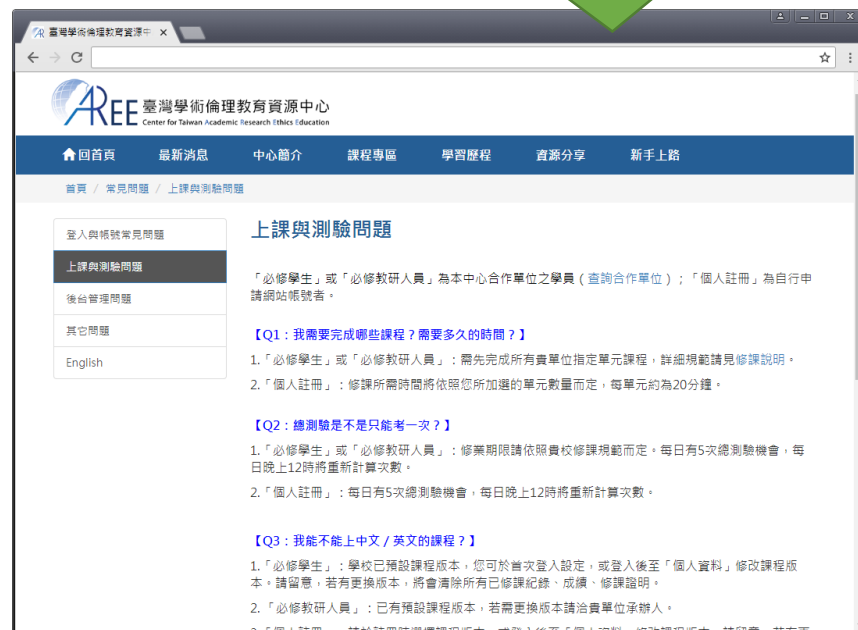 臺灣學術倫理教育資源中
AREE 臺灣學術倫理教育資源中心
Center for Taiwan Academic Research Ethics Education
回首頁 最新消息 中心簡介 課程專區 學習歷程 資源分享 新手上路
首頁 / 常見問題 / 上課與測驗問題
登入與帳號常見問題
上課與測驗問題
後台管理問題
其它問題
English
上課與測驗問題
「必修學生」或「必修教研人員」為本中心合作單位之學員(查詢合作單位);「個人註冊」為自行申
請網站帳號者。
【Q1:我需要完成哪些課程?需要多久的時間?】
1.「必修學生」或「必修教研人員」:需先完成所有貴單位指定單元課程,詳細規範請見修課說明。
2.「個人註冊」:修課所需時間將依照您所加選的單元數量而定,每單元約為20分鐘。
【Q2:總測驗是不是只能考一次?】
1.「必修學生」或「必修教研人員」:修業期限請依照貴校修課規範而定。每日有5次總測驗機會,每
日晚上12時將重新計算次數。
2.「個人註冊」:每日有5次總測驗機會,每日晚上12時將重新計算次數。
【Q3:我能不能上中文 / 英文的課程?】
1.「必修學生」:學校已預設課程版本,您可於首次登入設定,或登入後至「個人資料」修改課程版
本。請留意,若有更換版本,將會清除所有已修課紀錄、成績、修課證明。
2.「必修教研人員」:已有預設課程版本,若需更換版本請洽貴單位承辦人。